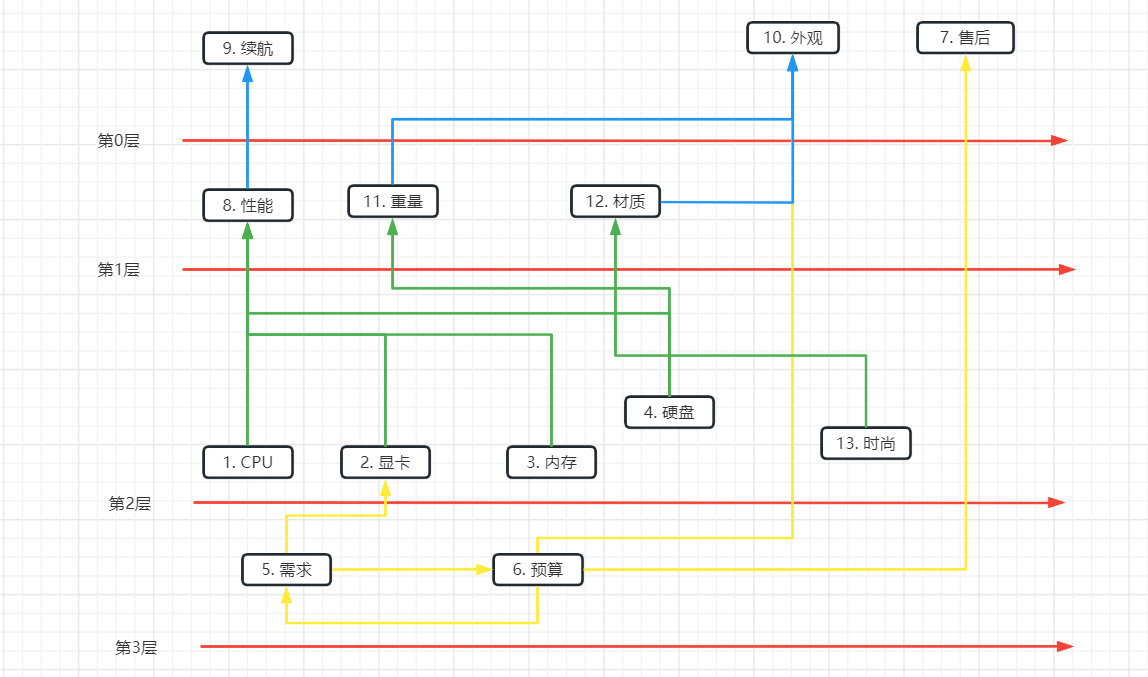 10. 外观
7. 售后
9. 续航
第0层
11. 重量
12. 材质
8. 性能
第1层
4. 硬盘
13. 时尚
1. CPU
2. 显卡
3. 内存
第2层
5. 需求
6. 预算
第3层